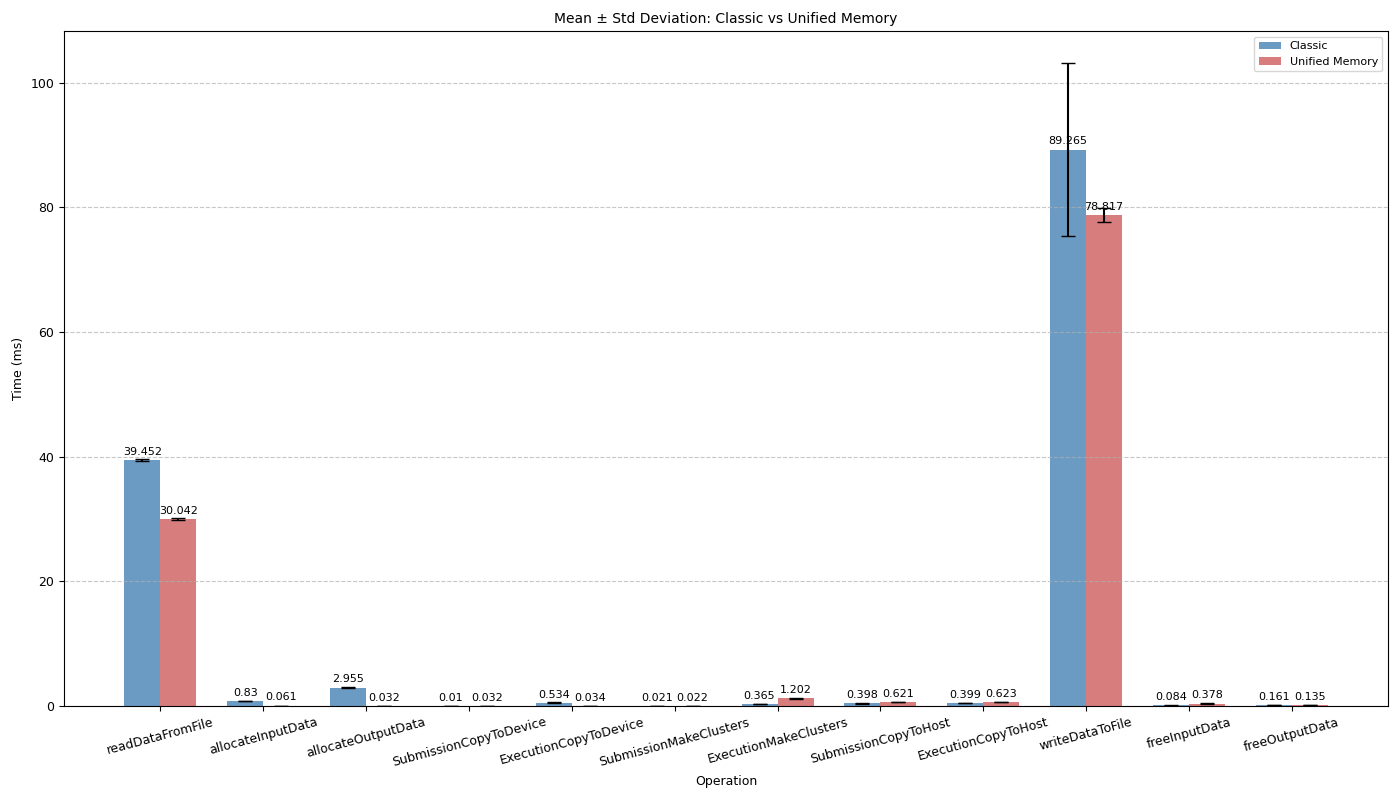 Mean ± Std Deviation: Classic vs Unified Memory
Classic
Unified Memory
Time (ms)
100
80
60
40
20
0
39.452
30.042
0.83
0.061
2.955
0.032
0.01
0.032
0.534
0.034
0.021
0.022
0.365
1.202
0.398
0.621
0.399
0.623
89.265
78.817
0.084
0.378
0.161
0.135
readDataFromFile
allocateInputData
allocateOutputData
SubmissionCopyToDevice
ExecutionCopyToDevice
SubmissionMakeClusters
ExecutionMakeClusters
SubmissionCopyToHost
ExecutionCopyToHost
writeDataToFile
freeInputData
freeOutputData
Operation